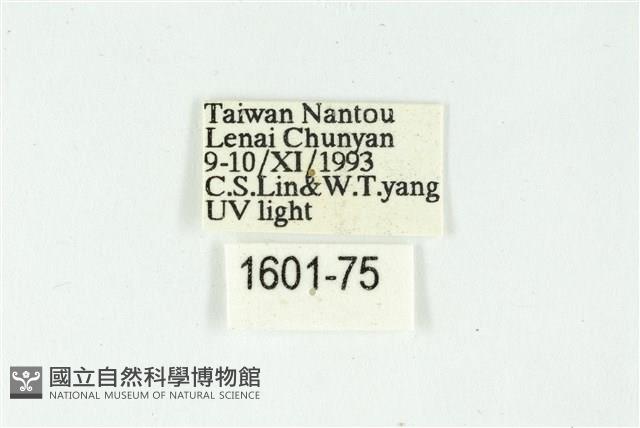 Taiwan Nantou
Lenai Chunyan
9-10/XI/1993
C.S.Lin&W.T.yang
UV light
1601-75
國立自然科學博物館
NATIONAL MUSEUM OF NATURAL SCIENCE